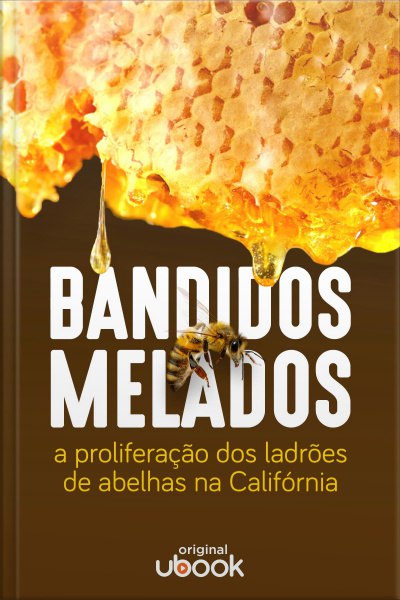 BANDIDOS
MELADOS
a proliferação dos ladrões
de abelhas na Califórnia
original
ubook